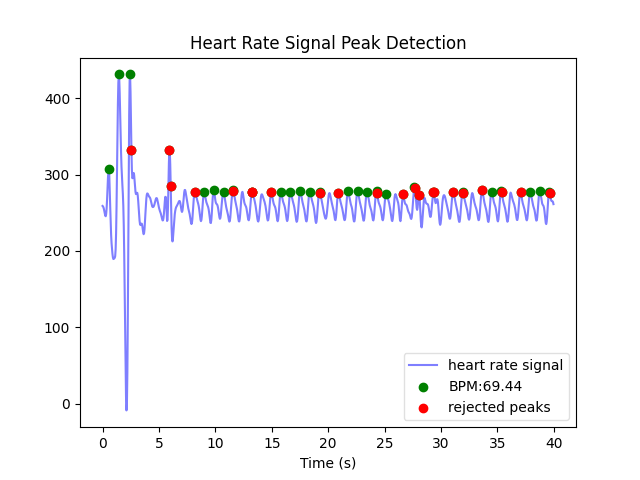 Heart Rate Signal Peak Detection
400
300
200
100
0
0 5 10 15 20 25 30 35 40
Time (s)
heart rate signal
BPM:69.44
rejected peaks